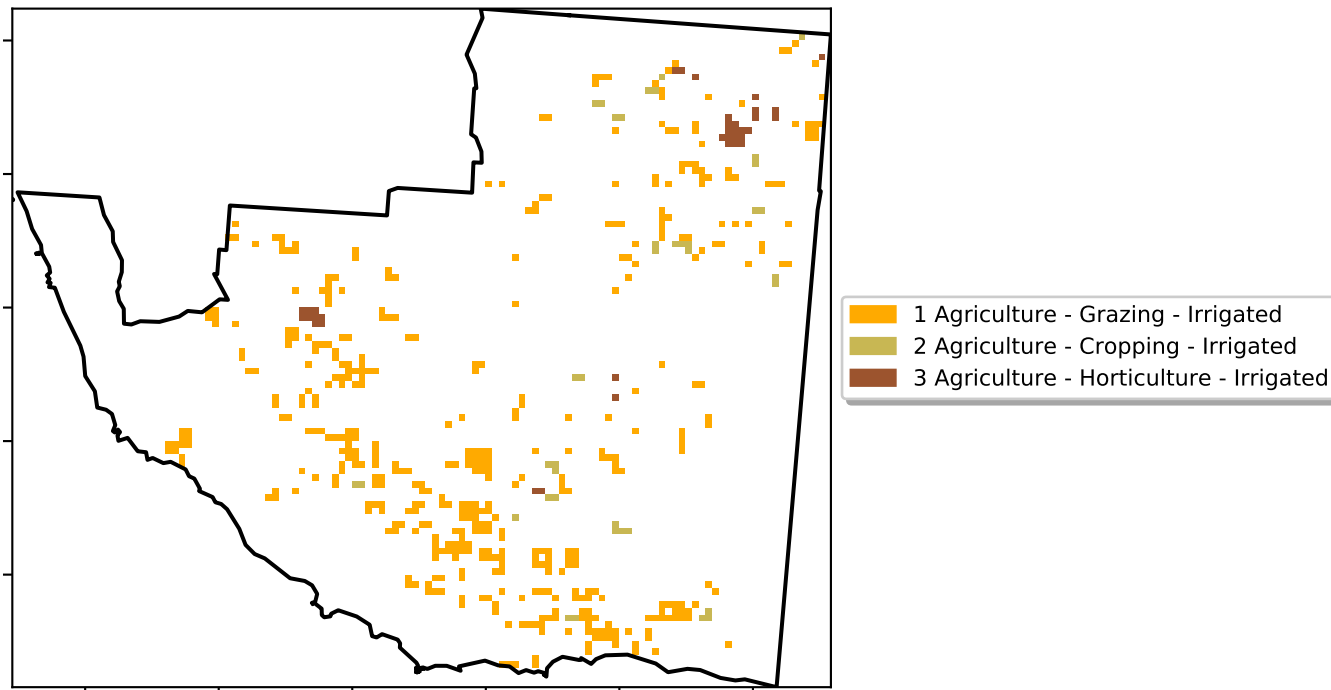 1 Agriculture - Grazing - Irrigated
2 Agriculture - Cropping - Irrigated
3 Agriculture - Horticulture - Irrigated